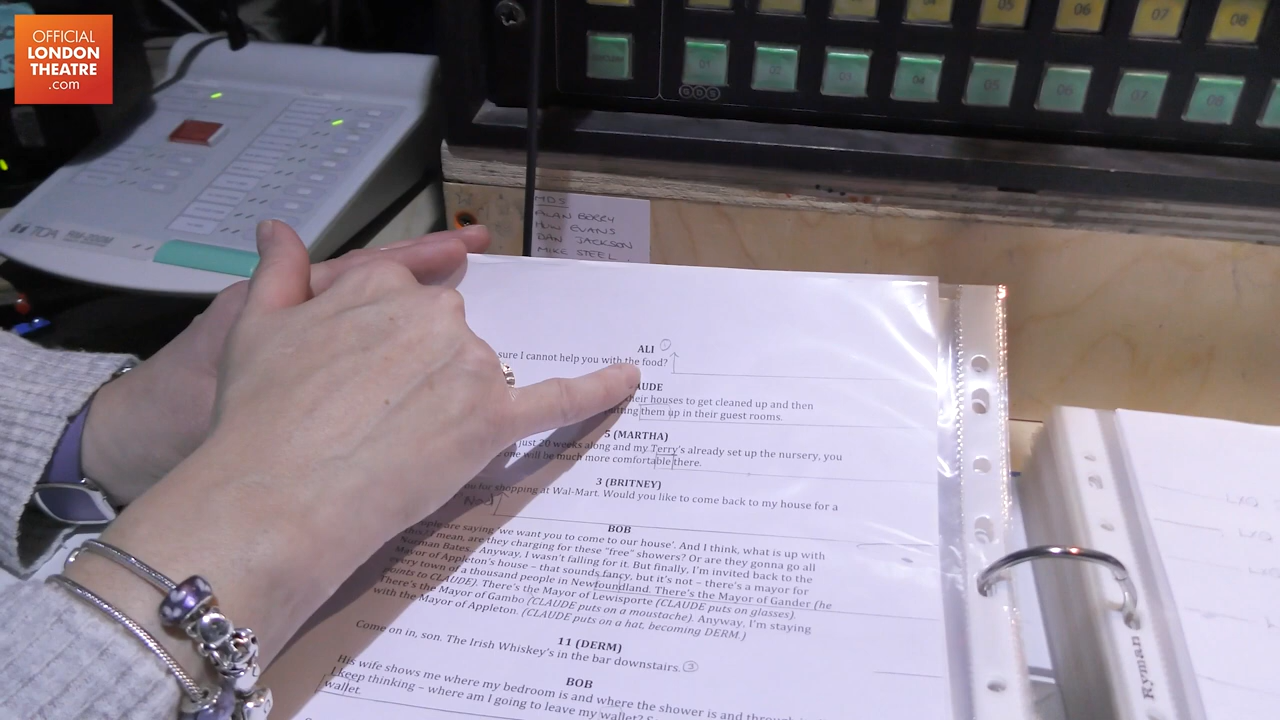 OFFICIAL
LONDON
THEATRE
.com
05
06
07
08
01
02
03
04
05
06
07
08
ads
TOA
MDS
ALAN BERRY
HUW EVANS
DAN JACKSON
MIKE STEEL
ALI 1
sure I cannot help you with the food?
AUDE
their houses to get cleaned up and then
putting them up in their guest rooms.
5 (MARTHA)
just 20 weeks along and my Terry's already set up the nursery, you
one will be much more comfortable there.
3 (BRITNEY)
you for shopping at Wal-Mart. Would you like to come back to my house for a
BOB
people are saying 'we want you to come to our house'. And I think, what is up with
this? I mean, are they charging for these "free" showers? Or are they gonna go all
Norman Bates. Anyway, I wasn't falling for it. But finally, I'm invited back to the
Mayor of Appleton's house – that sounds fancy, but it's not – there's a mayor for
every town of a thousand people in Newfoundland. There's the Mayor of Gander (he
points to CLAUDE). There's the Mayor of Lewisporte (CLAUDE puts on glasses).
There's the Mayor of Gambo (CLAUDE puts on a moustache). Anyway, I'm staying
with the Mayor of Appleton. (CLAUDE puts on a hat, becoming DERM.)
11 (DERM)
Come on in, son. The Irish Whiskey's in the bar downstairs. 3
BOB
His wife shows me where my bedroom is and where the shower is and through
I keep thinking – where am I going to leave my wallet?
wallet.
Ryman